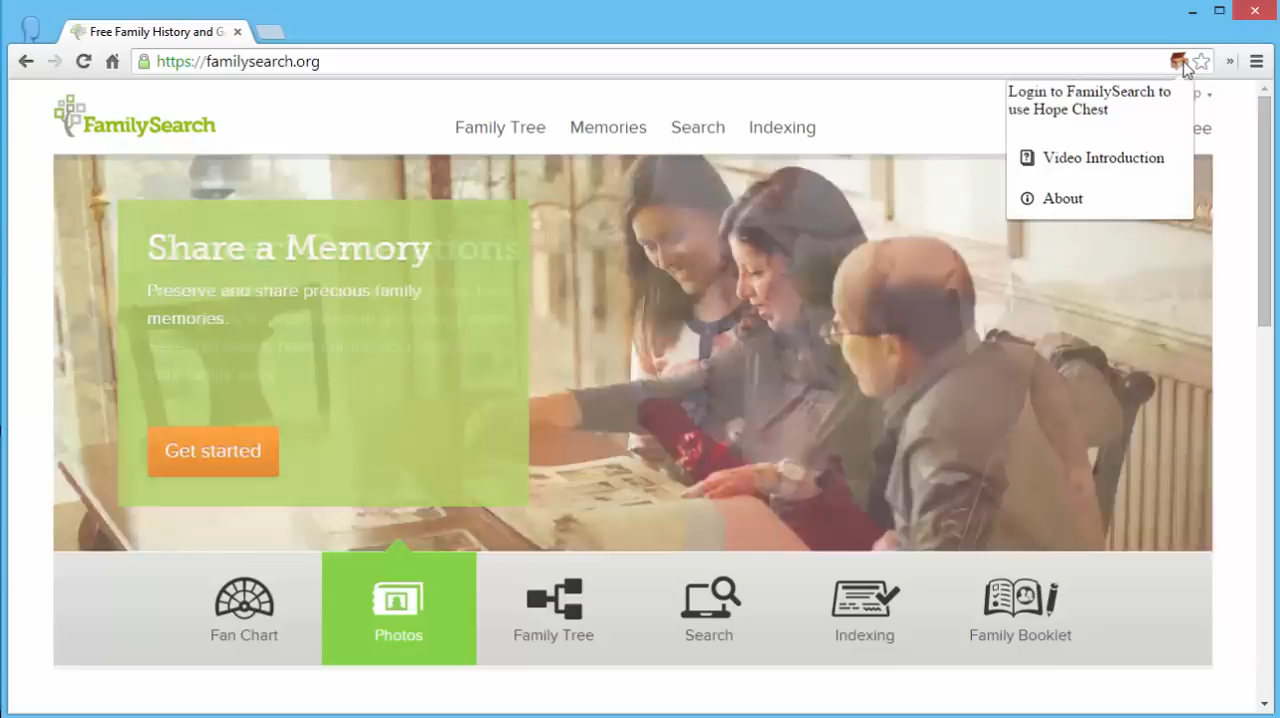 Free Family History and G
https://familysearch.org
Login to FamilySearch to
use Hope Chest
Video Introduction
About
FamilySearch
Family Tree
Memories
Search
Indexing
Share a Memory
Preserve and share precious family
memories.
Get started
Fan Chart
Photos
Family Tree
Search
Indexing
Family Booklet